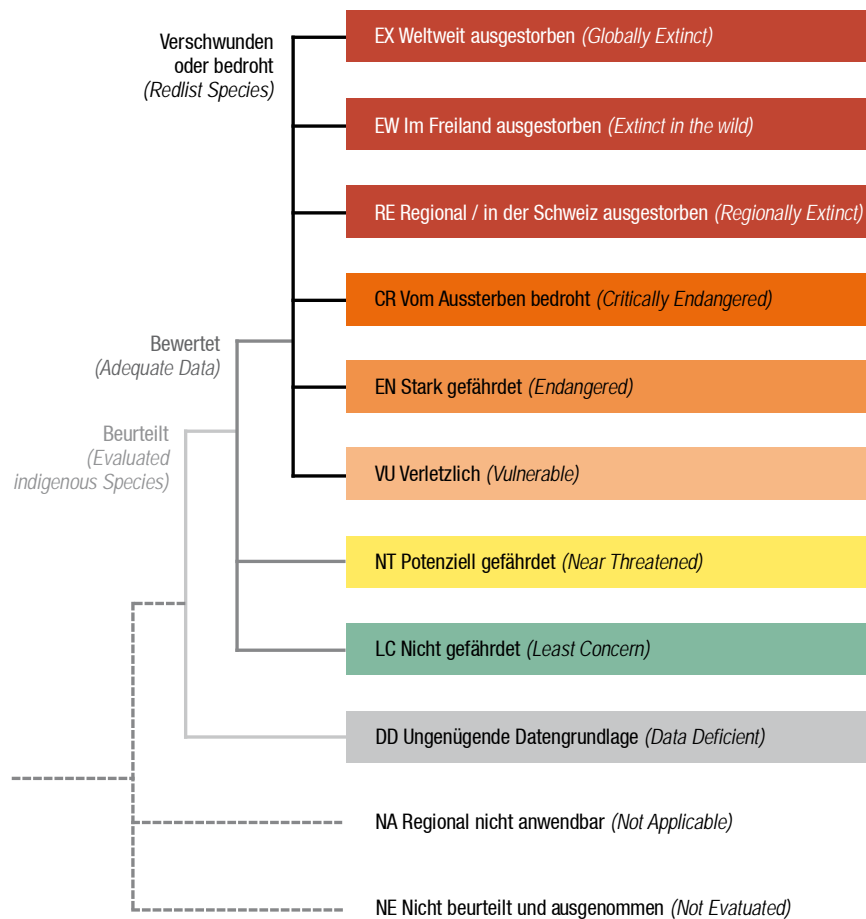 Verschwunden
oder bedroht
(Redlist Species)
EX Weltweit ausgestorben (Globally Extinct)
EW Im Freiland ausgestorben (Extinct in the wild)
RE Regional / in der Schweiz ausgestorben (Regionally Extinct)
CR Vom Aussterben bedroht (Critically Endangered)
Bewertet
(Adequate Data)
EN Stark gefährdet (Endangered)
Beurteilt
(Evaluated
indigenous Species)
VU Verletzlich (Vulnerable)
NT Potenziell gefährdet (Near Threatened)
LC Nicht gefährdet (Least Concern)
DD Ungenügende Datengrundlage (Data Deficient)
NA Regional nicht anwendbar (Not Applicable)
NE Nicht beurteilt und ausgenommen (Not Evatuated)